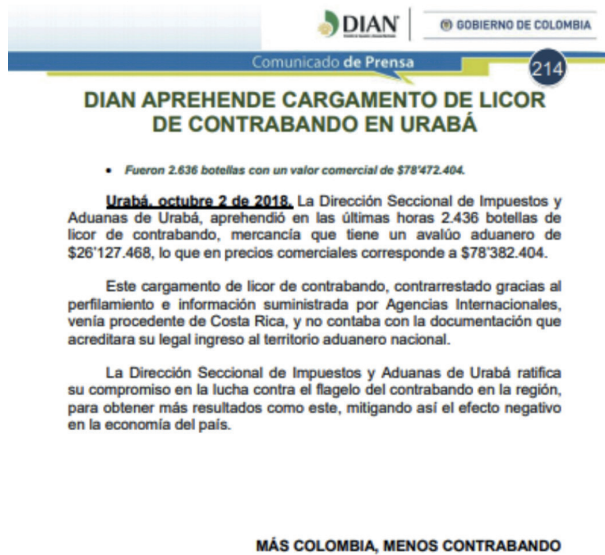 DIAN
GOBIERNO DE COLOMBIA
Comunicado de Prensa
214
DIAN APREHENDE CARGAMENTO DE LICOR
DE CONTRABANDO EN URABÁ
• Fueron 2.636 botellas con un valor comercial de $78'472.404.
Urabá, octubre 2 de 2018. La Dirección Seccional de Impuestos y
Aduanas de Urabá, aprehendió en las últimas horas 2.436 botellas de
licor de contrabando, mercancía que tiene un avalúo aduanero de
$26'127.468, lo que en precios comerciales corresponde a $78'382.404.
Este cargamento de licor de contrabando, contrarrestado gracias al
perfilamiento e información suministrada por Agencias Internacionales,
venía procedente de Costa Rica, y no contaba con la documentación que
acreditara su legal ingreso al territorio aduanero nacional.
La Dirección Seccional de Impuestos y Aduanas de Urabá ratifica
su compromiso en la lucha contra el flagelo del contrabando en la región,
para obtener más resultados como este, mitigando así el efecto negativo
en la economía del país.
MÁS COLOMBIA, MENOS CONTRABANDO